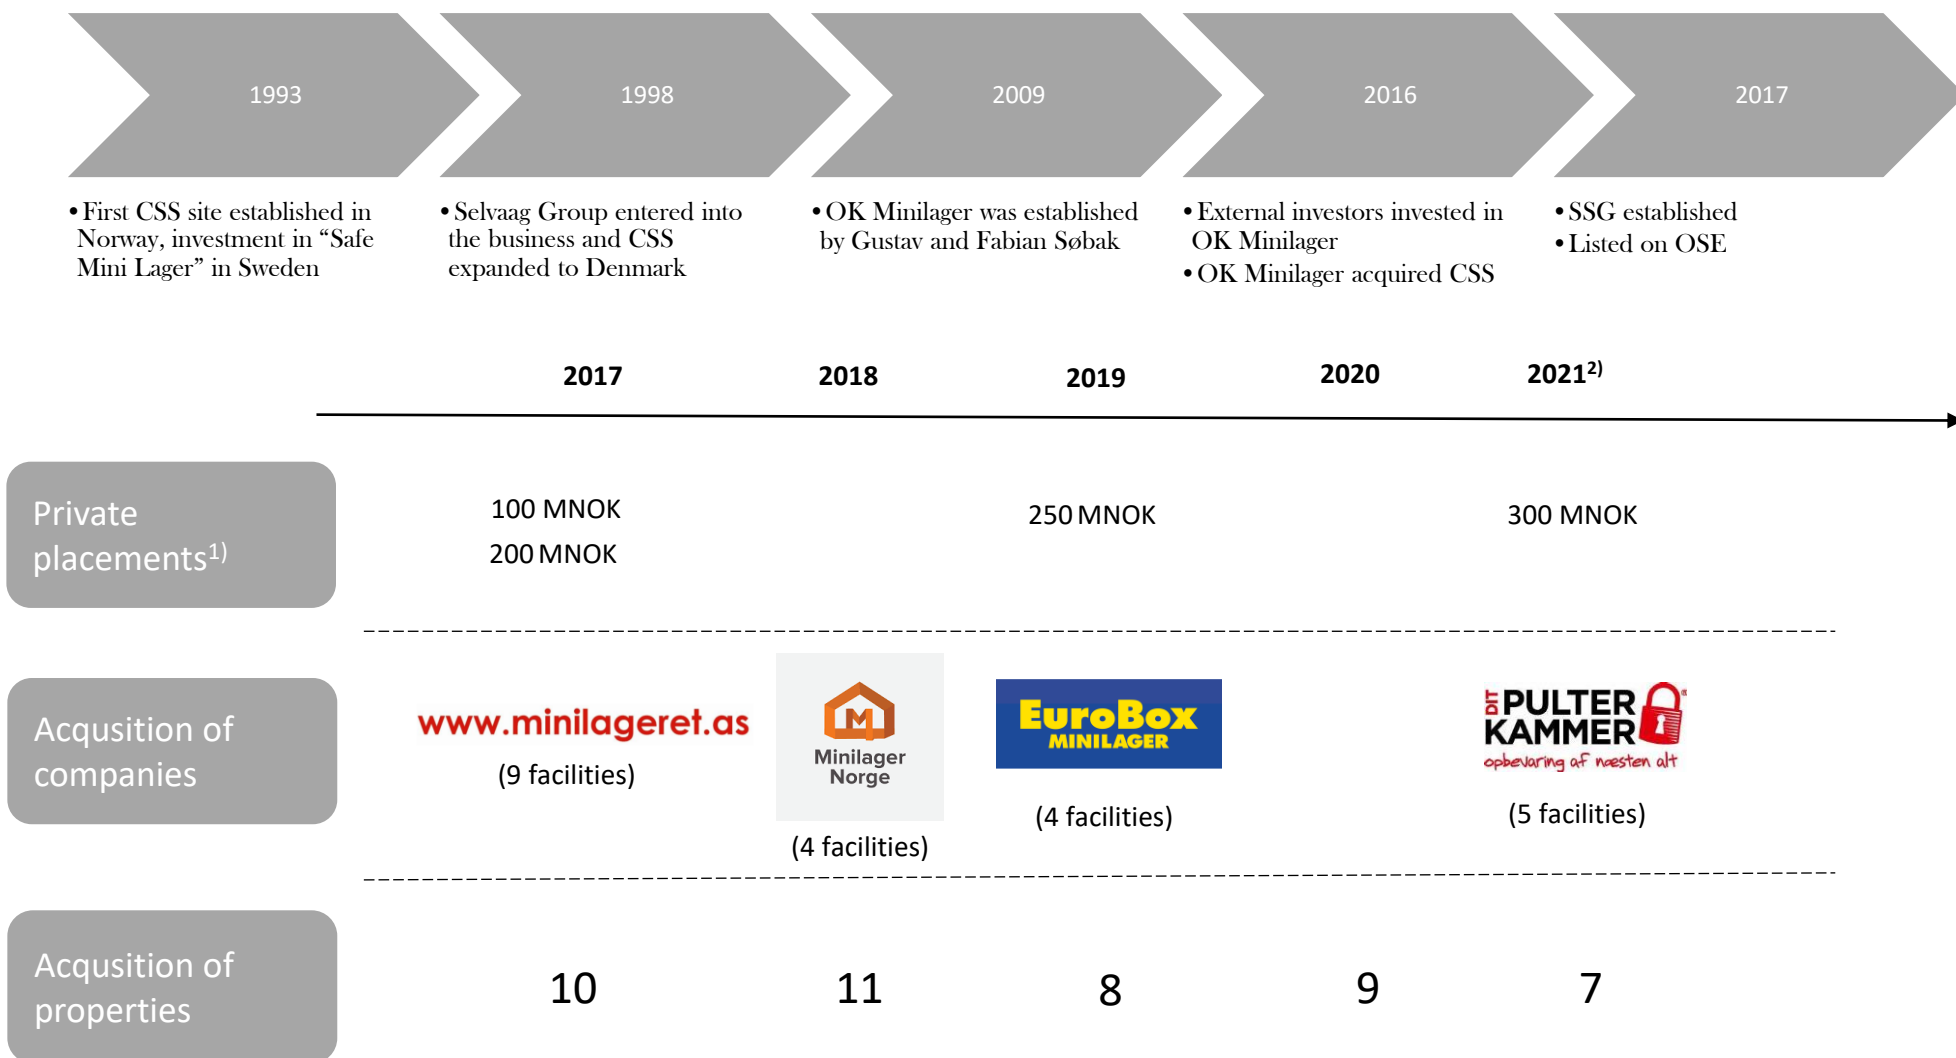 1993
1998
2009
2016
2017
• First CSS site established in
Norway, investment in “Safe
Mini Lager” in Sweden
• Selvaag Group entered into
the business and CSS
expanded to Denmark
• OK Minilager was established
by Gustav and Fabian Søbak
• External investors invested in
OK Minilager
• OK Minilager acquired CSS
• SSG established
• Listed on OSE
2017
2018
2019
2020
2021²⁾
Private
placements¹⁾
100 MNOK
200 MNOK
250 MNOK
300 MNOK
Acqusition of
companies
www.minilageret.as
(9 facilities)
M
Minilager
Norge
(4 facilities)
EuroBox
MINILAGER
(4 facilities)
DIT
PULTER
KAMMER
opbevaring af næsten alt
(5 facilities)
Acqusition of
properties
10
11
8
9
7